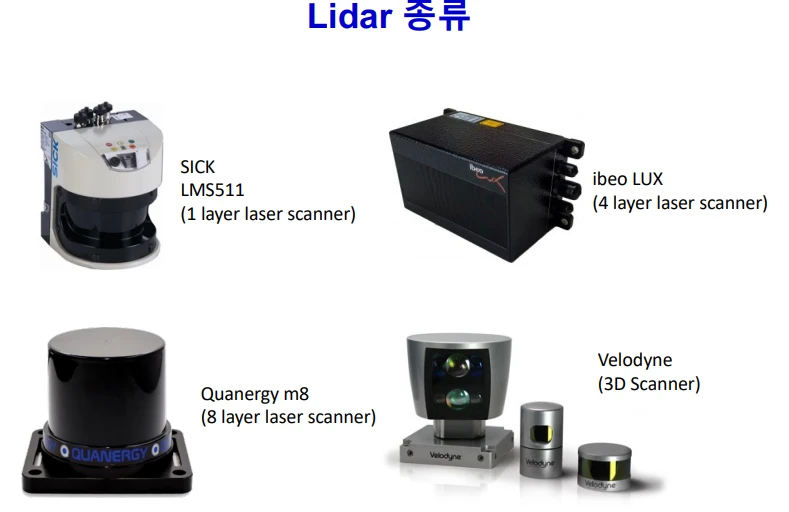 Lidar 종류
SICK
SICK
LMS511
(1 layer laser scanner)
ibeo
LUX
ibeo LUX
(4 layer laser scanner)
QUANERGY
Quanergy m8
(8 layer laser scanner)
Velodyne
Velodyne
Velodyne
Velodyne
(3D Scanner)